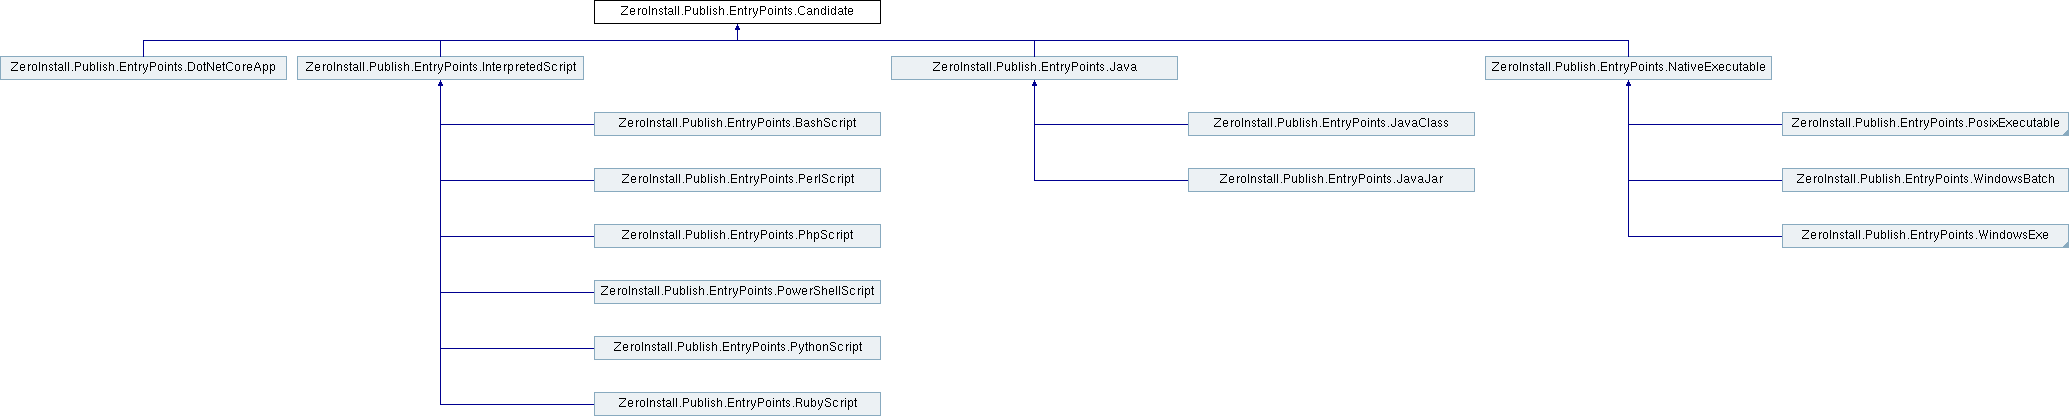 ZeroInstall.Publish.EntryPoints.Candidate
ZeroInstall.Publish.EntryPoints.DotNetCoreApp
ZeroInstall.Publish.EntryPoints.InterpretedScript
ZeroInstall.Publish.EntryPoints.Java
ZeroInstall.Publish.EntryPoints.NativeExecutable
ZeroInstall.Publish.EntryPoints.BashScript
ZeroInstall.Publish.EntryPoints.JavaClass
ZeroInstall.Publish.EntryPoints.PosixExecutable
ZeroInstall.Publish.EntryPoints.PerlScript
ZeroInstall.Publish.EntryPoints.JavaJar
ZeroInstall.Publish.EntryPoints.WindowsBatch
ZeroInstall.Publish.EntryPoints.PhpScript
ZeroInstall.Publish.EntryPoints.WindowsExe
ZeroInstall.Publish.EntryPoints.PowerShellScript
ZeroInstall.Publish.EntryPoints.PythonScript
ZeroInstall.Publish.EntryPoints.RubyScript